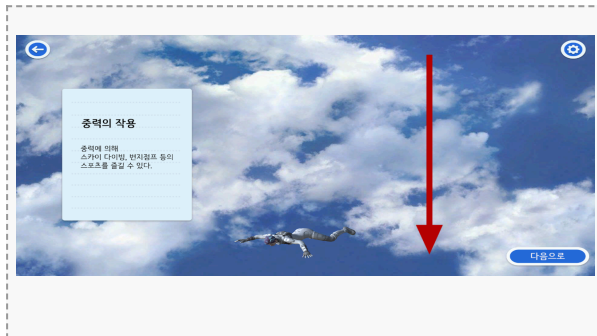 중력의 작용
중력에 의해
스카이 다이빙, 번지점프 등의
스포츠를 즐길 수 있다.
다음으로